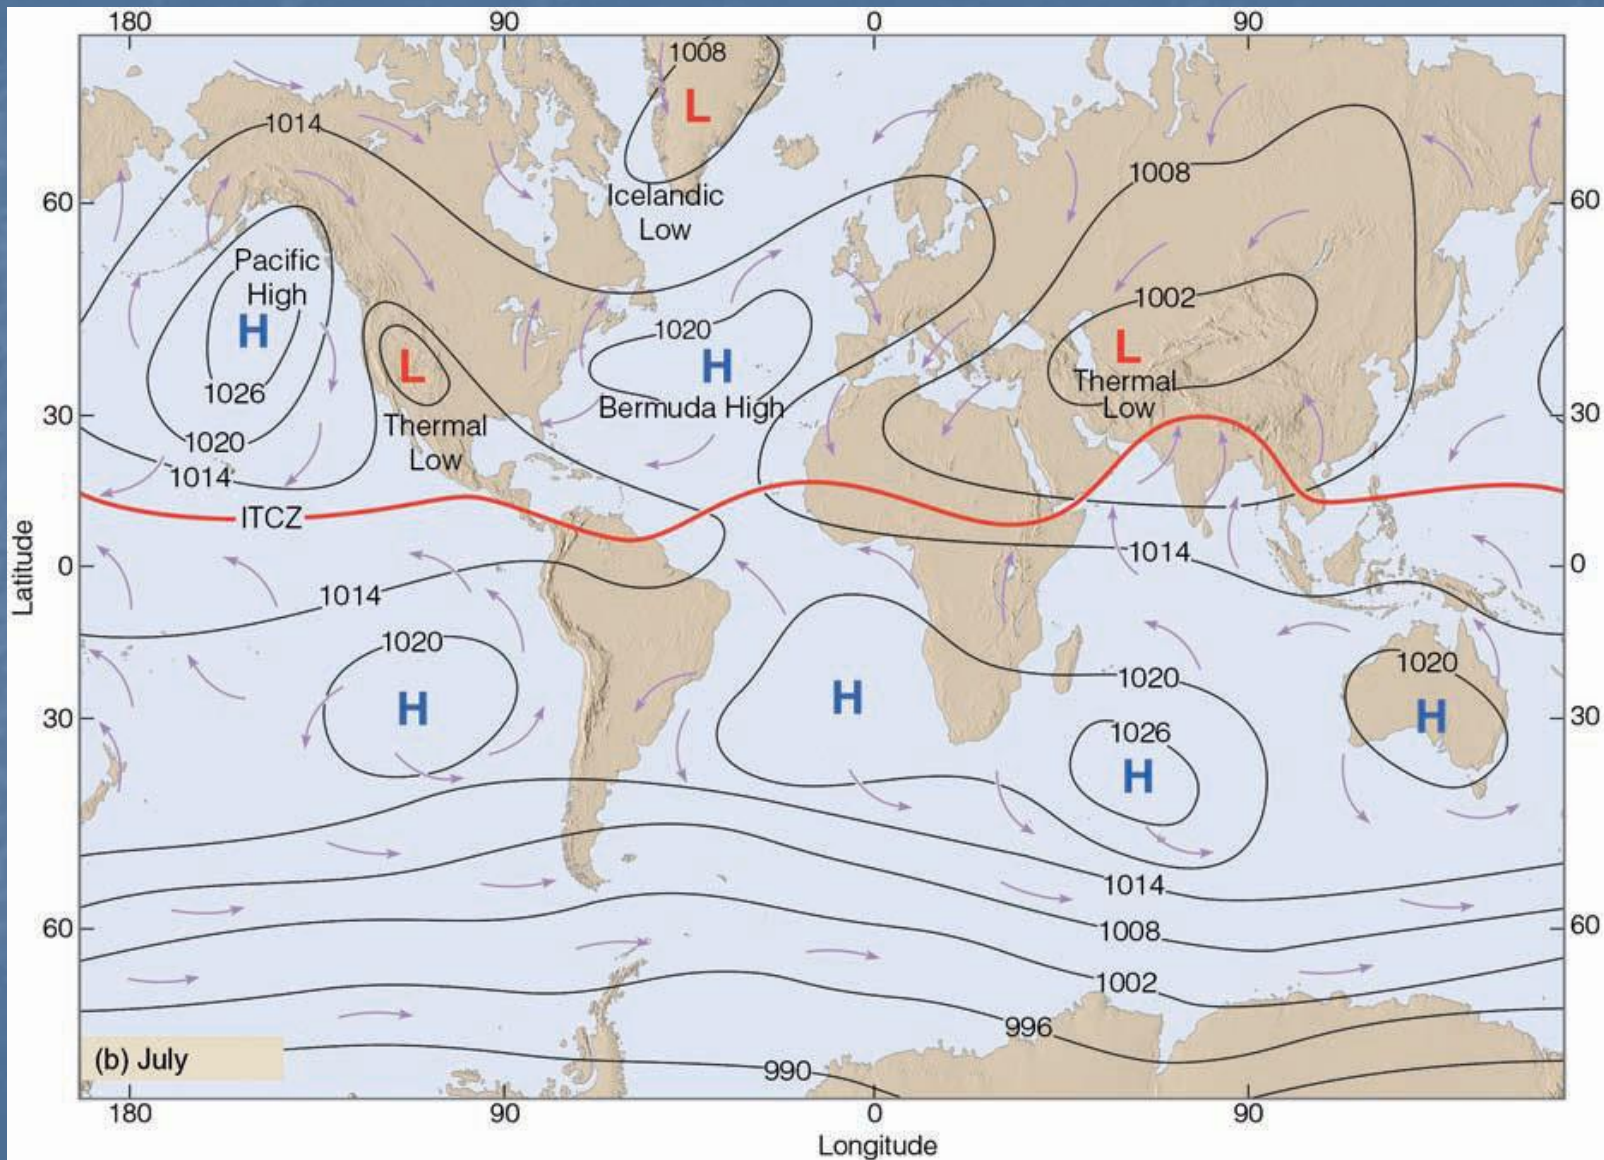 180 90 0 90
1008
L
1014
1008
60 Icelandic 60
Low
Pacific
High
H
1002
1020
L
L
H
Thermal
Low
1026
Bermuda High
30 30
Thermal
Low
1020
1014
ITCZ
1014
0 0
1014
Latitude
1020
1020
1020
H
H
H
30 30
1026
H
1014
60 1008 60
1002
996
(b) July
990
180 90 0 90
Longitude